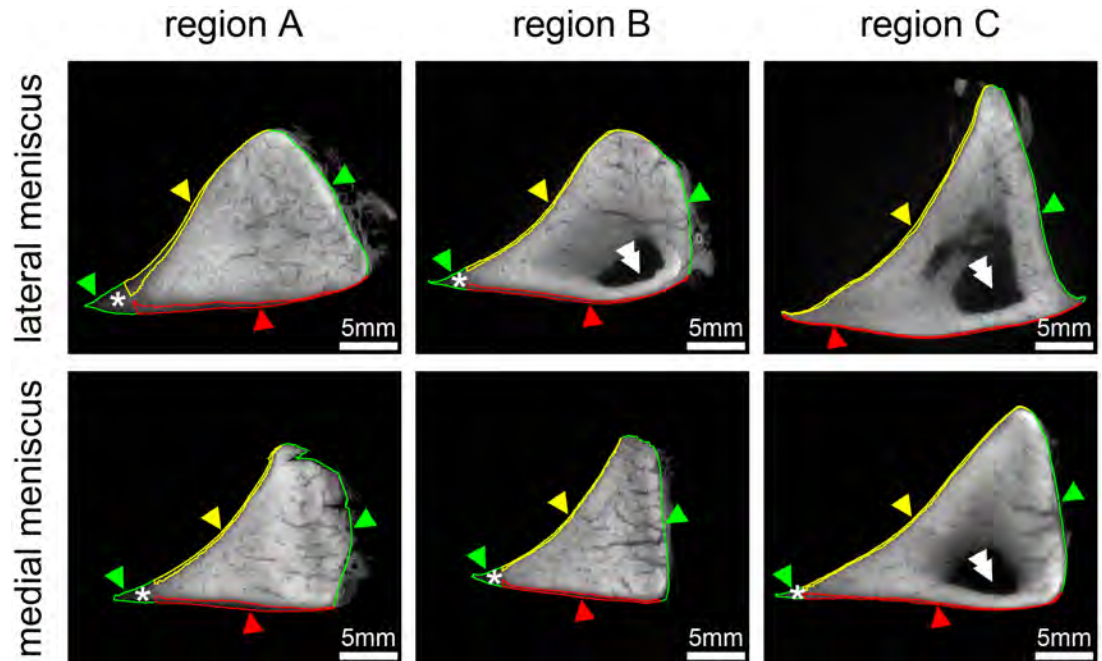 region A region B region C
lateral meniscus
5mm 5mm 5mm
* *
medial meniscus
5mm 5mm 5mm
* * *